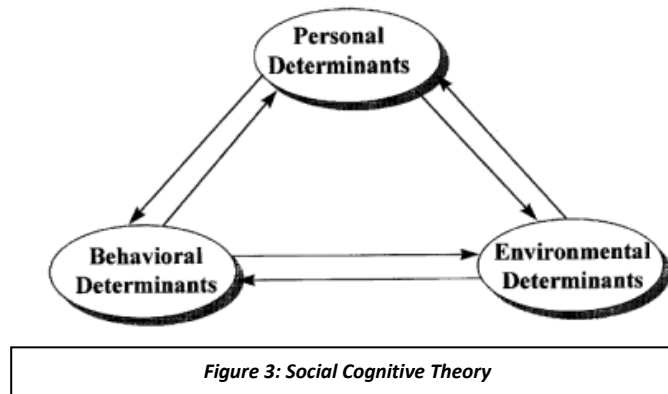 Personal
Determinants
Behavioral
Determinants
Environmental
Determinants
Figure 3: Social Cognitive Theory